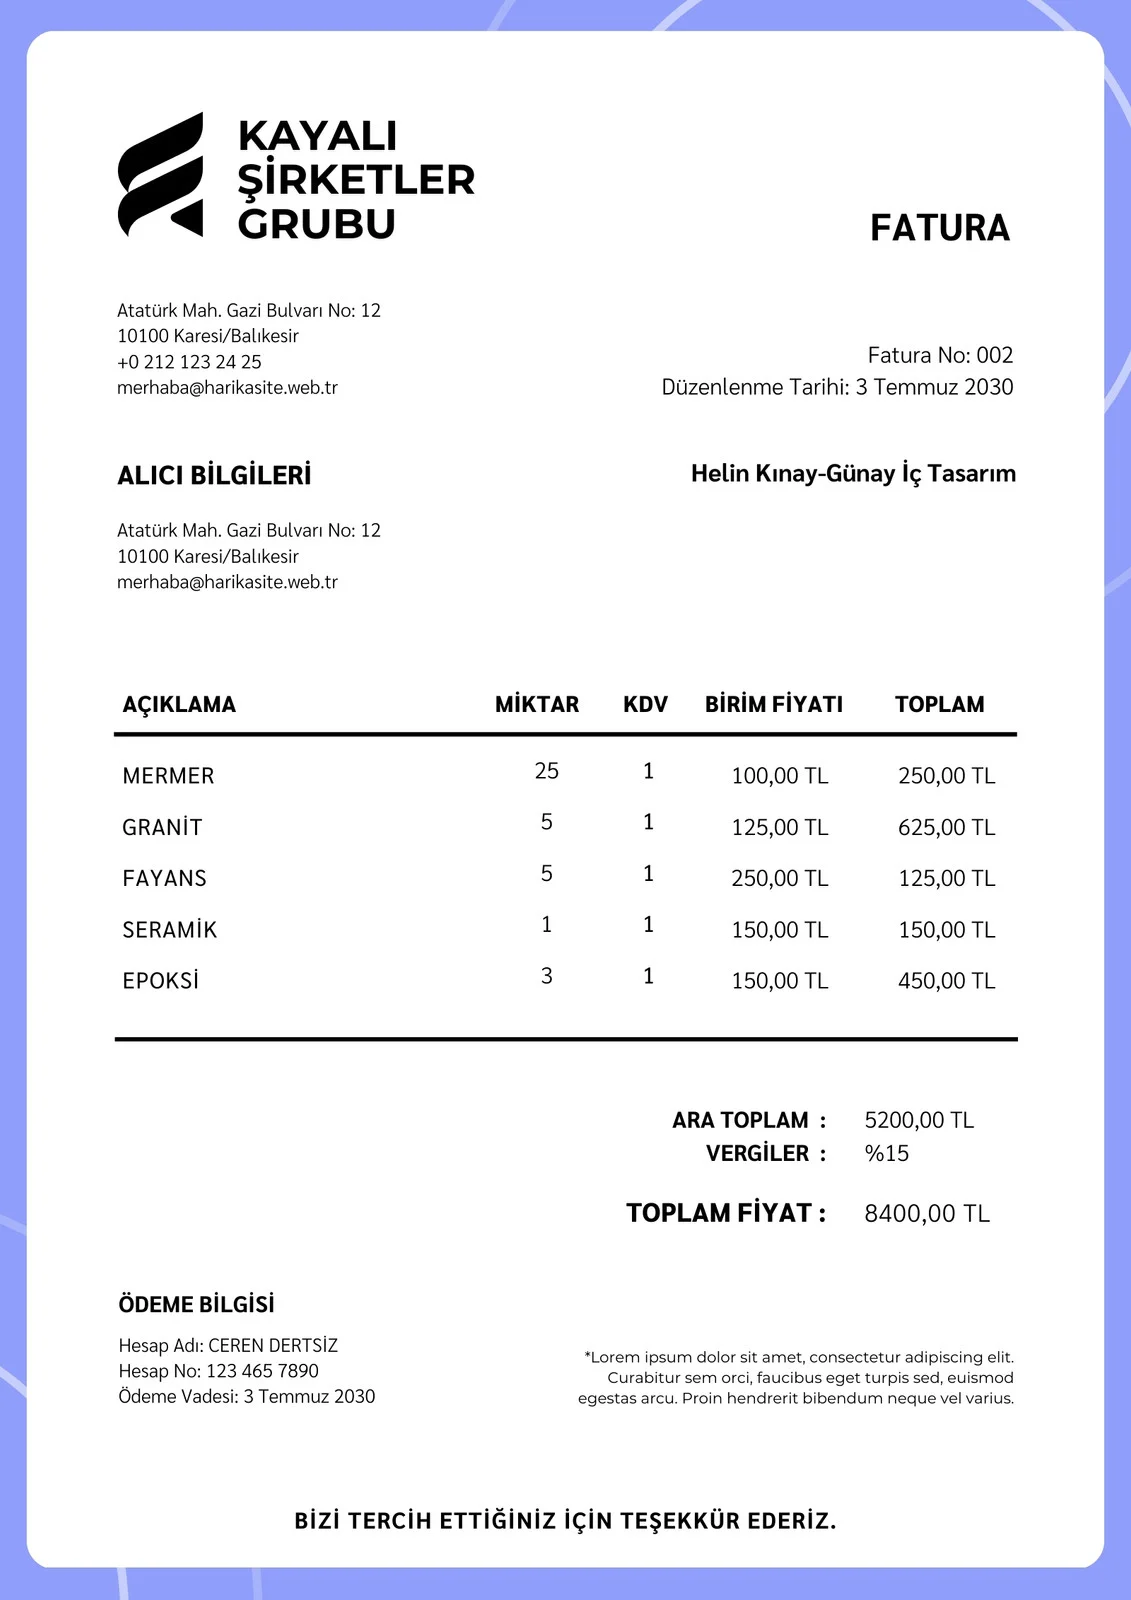 KAYALI
ŞİRKETLER
GRUBU
FATURA
Atatürk Mah. Gazi Bulvarı No: 12
10100 Karesi/Balıkesir
+0 212 123 24 25
merhaba@harikasite.web.tr
Fatura No: 002
Düzenlenme Tarihi: 3 Temmuz 2030
ALICI BİLGİLERİ
Helin Kınay-Günay İç Tasarım
Atatürk Mah. Gazi Bulvarı No: 12
10100 Karesi/Balıkesir
merhaba@harikasite.web.tr
AÇIKLAMA MİKTAR KDV BİRİM FİYATI TOPLAM
MERMER 25 1 100,00 TL 250,00 TL
GRANİT 5 1 125,00 TL 625,00 TL
FAYANS 5 1 250,00 TL 125,00 TL
SERAMİK 1 1 150,00 TL 150,00 TL
EPOKSİ 3 1 150,00 TL 450,00 TL
ARA TOPLAM : 5200,00 TL
VERGİLER : %15
TOPLAM FİYAT : 8400,00 TL
ÖDEME BİLGİSİ
Hesap Adı: CEREN DERTSİZ
Hesap No: 123 465 7890
Ödeme Vadesi: 3 Temmuz 2030
*Lorem ipsum dolor sit amet, consectetur adipiscing elit.
Curabitur sem orci, faucibus eget turpis sed, euismod
egestas arcu. Proin hendrerit bibendum neque vel varius.
BİZİ TERCİH ETTİĞİNİZ İÇİN TEŞEKKÜR EDERİZ.